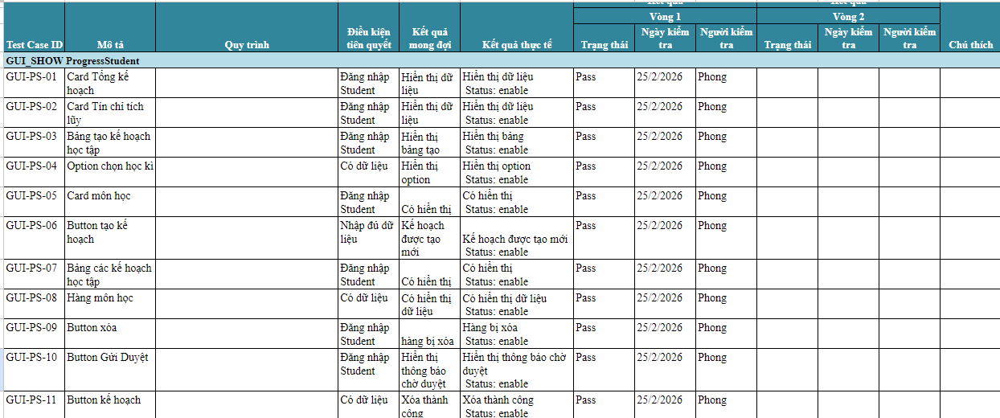 Kết quả Kết quả
Vòng 1 Vòng 2
Test Case ID Mô tả Quy trình Điều kiện tiên quyết Kết quả mong đợi Kết quả thực tế Trạng thái Ngày kiểm tra Người kiểm tra Trạng thái Ngày kiểm tra Người kiểm tra Chú thích
GUI_SHOW ProgressStudent
GUI-PS-01 Card Tổng kế hoạch Đăng nhập Student Hiển thị dữ liệu Hiển thị dữ liệu Status: enable Pass 25/2/2026 Phong
GUI-PS-02 Card Tín chỉ tích lũy Đăng nhập Student Hiển thị dữ liệu Hiển thị dữ liệu Status: enable Pass 25/2/2026 Phong
GUI-PS-03 Bảng tạo kế hoạch học tập Đăng nhập Student Hiển thị bảng tạo Hiển thị bảng Status: enable Pass 25/2/2026 Phong
GUI-PS-04 Option chọn học kì Có dữ liệu Hiển thị option Hiển thị option Status: enable Pass 25/2/2026 Phong
GUI-PS-05 Card môn học Đăng nhập Student Có hiển thị Có hiển thị Status: enable Pass 25/2/2026 Phong
GUI-PS-06 Button tạo kế hoạch Nhập đủ dữ liệu Kế hoạch được tạo mới Kế hoạch được tạo mới Status: enable Pass 25/2/2026 Phong
GUI-PS-07 Bảng các kế hoạch học tập Đăng nhập Student Có hiển thị Có hiển thị Status: enable Pass 25/2/2026 Phong
GUI-PS-08 Hàng môn học Có dữ liệu Có hiển thị dữ liệu Có hiển thị dữ liệu Status: enable Pass 25/2/2026 Phong
GUI-PS-09 Button xóa Đăng nhập Student hàng bị xóa Hàng bị xóa Status: enable Pass 25/2/2026 Phong
GUI-PS-10 Button Gửi Duyệt Đăng nhập Student Hiển thị thông báo chờ duyệt Hiển thị thông báo chờ duyệt Status: enable Pass 25/2/2026 Phong
GUI-PS-11 Button kế hoạch Có dữ liệu Xóa thành công Xóa thành công Status: enable Pass 25/2/2026 Phong